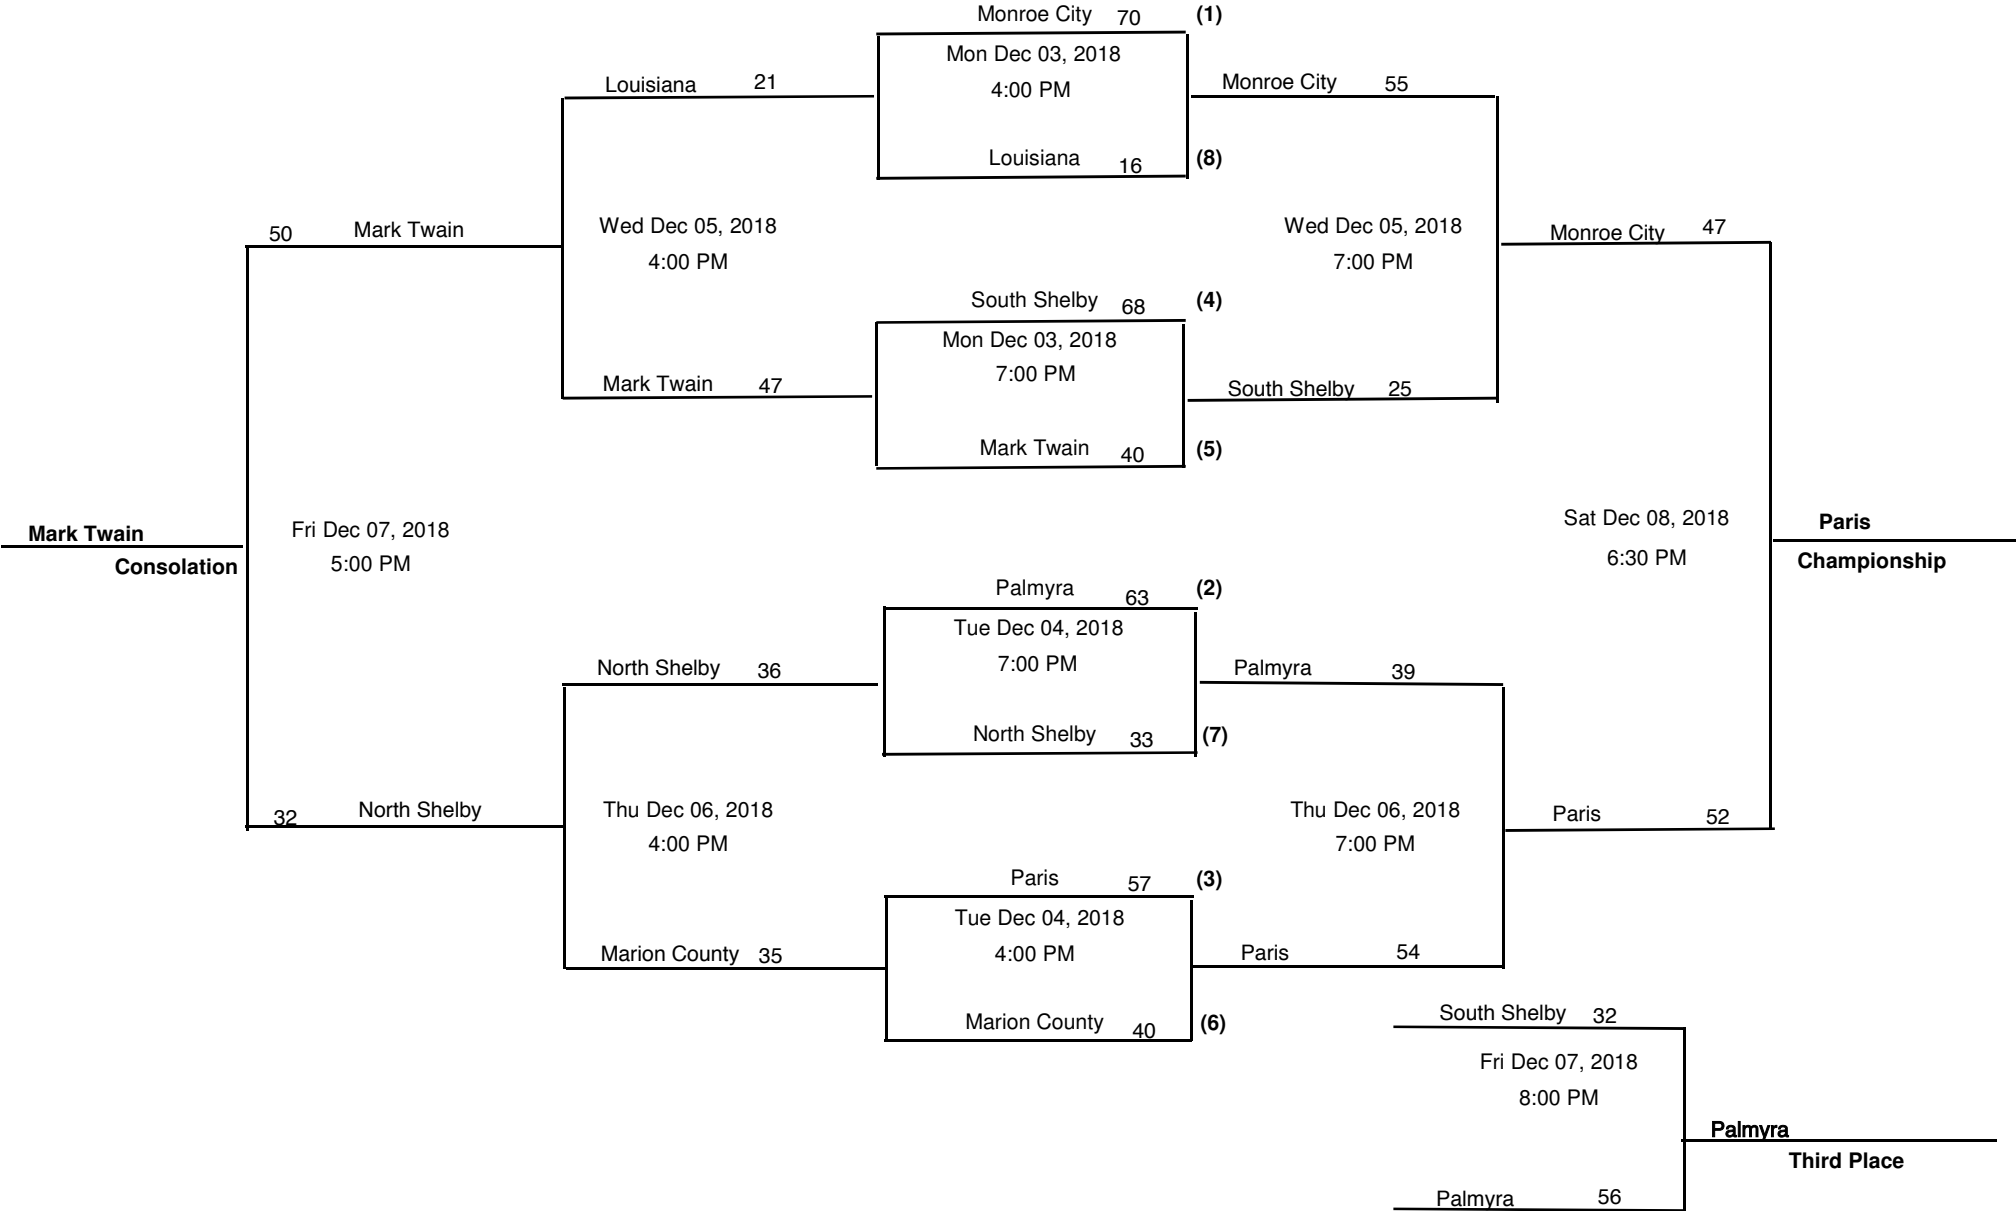 Monroe City 70 (1)
Mon Dec 03, 2018
4:00 PM
Louisiana 21
Monroe City 55
Louisiana 16 (8)
50 Mark Twain
Wed Dec 05, 2018
4:00 PM
Wed Dec 05, 2018
7:00 PM
Monroe City 47
South Shelby 68 (4)
Mon Dec 03, 2018
7:00 PM
Mark Twain 47
South Shelby 25
Mark Twain 40 (5)
Mark Twain
Consolation
Fri Dec 07, 2018
5:00 PM
Sat Dec 08, 2018
6:30 PM
Paris
Championship
Palmyra 63 (2)
Tue Dec 04, 2018
7:00 PM
North Shelby 36
Palmyra 39
North Shelby 33 (7)
32 North Shelby
Thu Dec 06, 2018
4:00 PM
Thu Dec 06, 2018
7:00 PM
Paris 52
Paris 57 (3)
Tue Dec 04, 2018
4:00 PM
Marion County 35
Paris 54
Marion County 40 (6)
South Shelby 32
Fri Dec 07, 2018
8:00 PM
Palmyra
Third Place
Palmyra 56